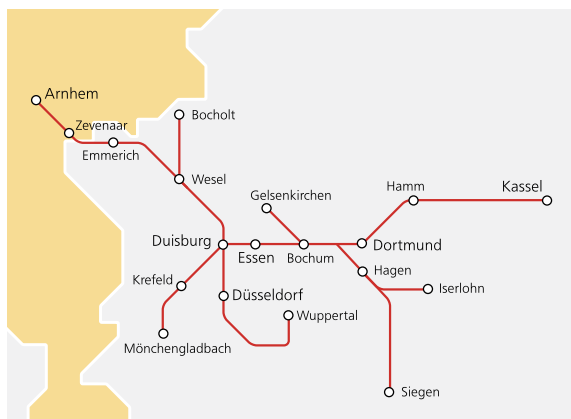 Arnhem
Zevenaar
Bocholt
Emmerich
Wesel
Gelsenkirchen
Hamm
Kassel
Duisburg
Essen
Bochum
Dortmund
Krefeld
Hagen
Düsseldorf
Iserlohn
Wuppertal
Mönchengladbach
Siegen